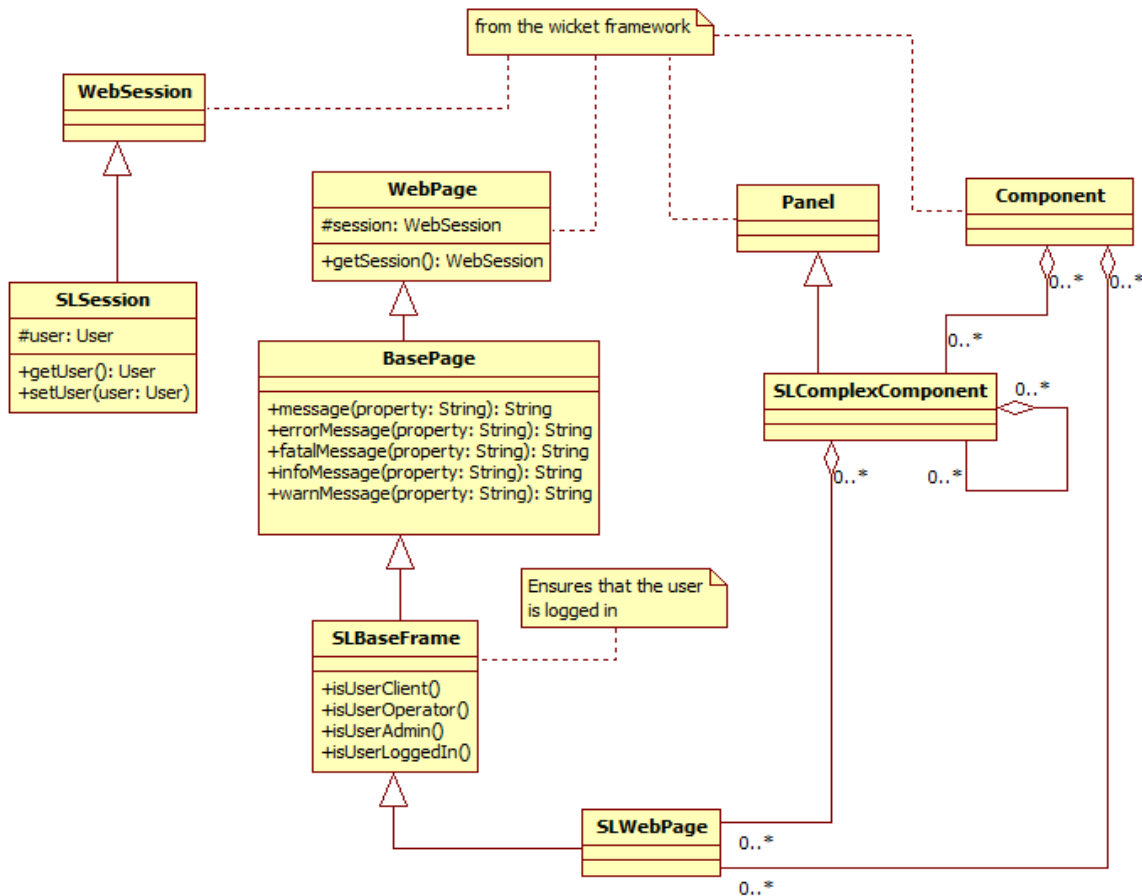 from the wicket framework
WebSession
WebPage
#session: WebSession
+getSession(): WebSession
Panel
Component
SLSession
#user: User
+getUser(): User
+setUser(user: User)
0..*
0..*
0..*
BasePage
+message(property: String): String
+errorMessage(property: String): String
+fatalMessage(property: String): String
+infoMessage(property: String): String
+warnMessage(property: String): String
SLComplexComponent
0..*
0..*
0..*
Ensures that the user
is logged in
SLBaseFrame
+isUserClient()
+isUserOperator()
+isUserAdmin()
+isUserLoggedIn()
SLWebPage
0..*
0..*